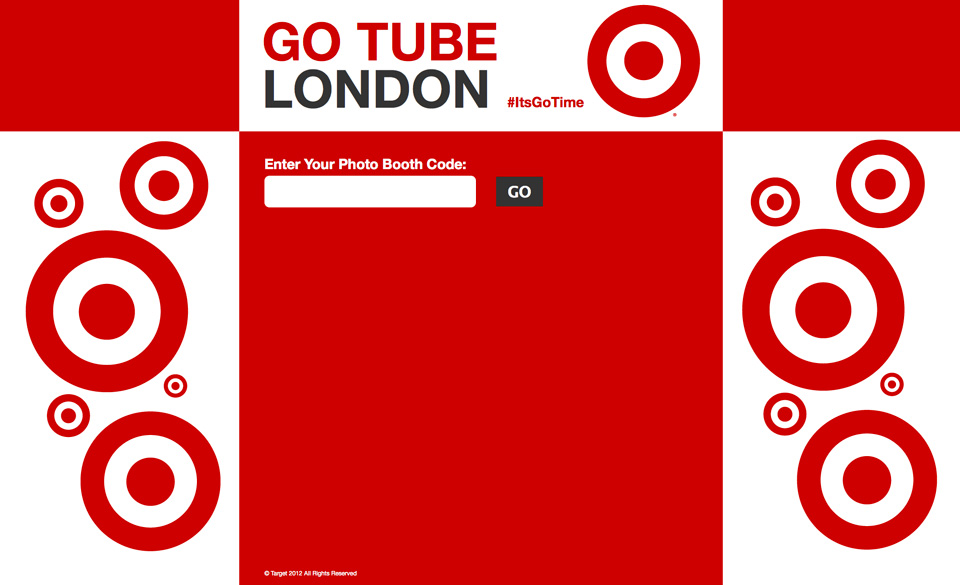 GO TUBE
LONDON
#ItsGoTime
®
Enter Your Photo Booth Code:
GO
© Target 2012 All Rights Reserved